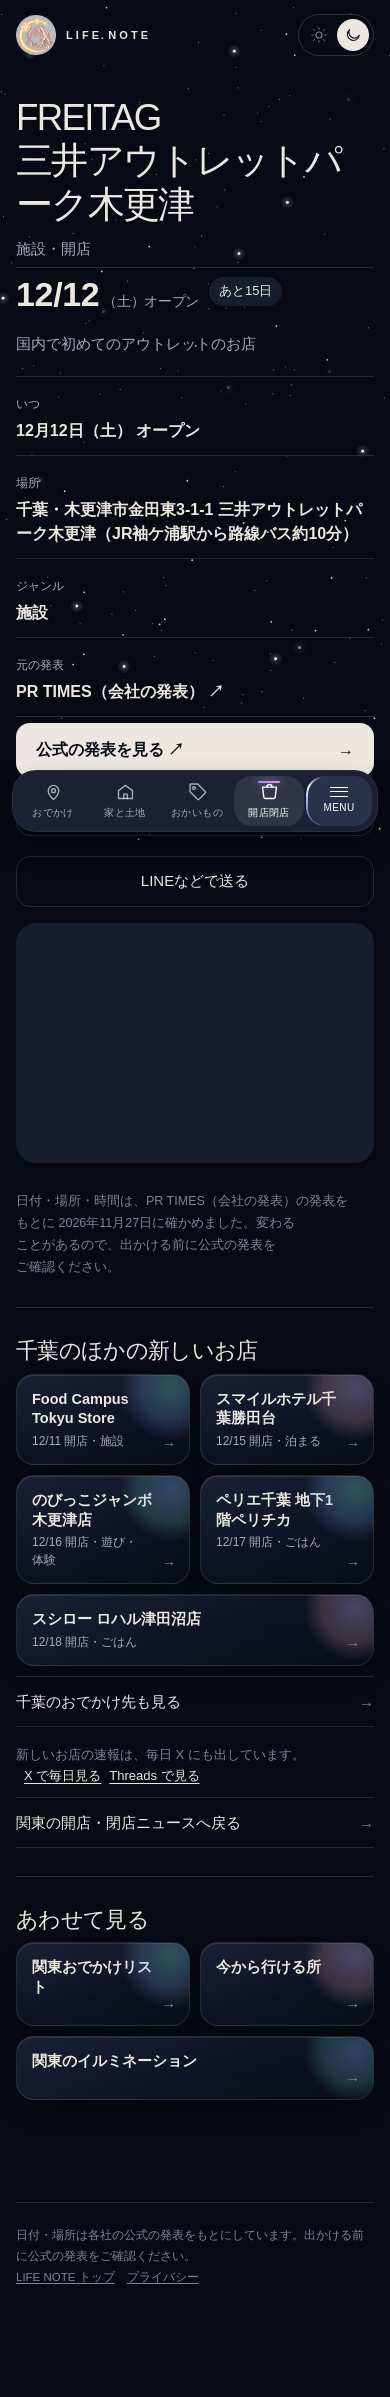 LIFE. NOTE
FREITAG
三井アウトレットパ
ーク木更津
施設・開店
12/12（土）オープン あと15日
国内で初めてのアウトレットのお店
いつ
12月12日（土） オープン
場所
千葉・木更津市金田東3-1-1 三井アウトレットパ
ーク木更津（JR袖ケ浦駅から路線バス約10分）
ジャンル
施設
元の発表
PR TIMES（会社の発表） ↗
公式の発表を見る ↗ →
おでかけ 家と土地 おかいもの 開店閉店 MENU
LINEなどで送る
日付・場所・時間は、PR TIMES（会社の発表）の発表を
もとに 2026年11月27日に確かめました。変わる
ことがあるので、出かける前に公式の発表を
ご確認ください。
千葉のほかの新しいお店
Food Campus
Tokyu Store
12/11 開店・施設 →
スマイルホテル千
葉勝田台
12/15 開店・泊まる →
のびっこジャンボ
木更津店
12/16 開店・遊び・
体験 →
ペリエ千葉 地下1
階ペリチカ
12/17 開店・ごはん
→
スシロー ロハル津田沼店
12/18 開店・ごはん →
千葉のおでかけ先も見る →
新しいお店の速報は、毎日 X にも出しています。
X で毎日見る Threads で見る
関東の開店・閉店ニュースへ戻る →
あわせて見る
関東おでかけリス
ト
→
今から行ける所
→
関東のイルミネーション
→
日付・場所は各社の公式の発表をもとにしています。出かける前
に公式の発表をご確認ください。
LIFE NOTE トップ プライバシー